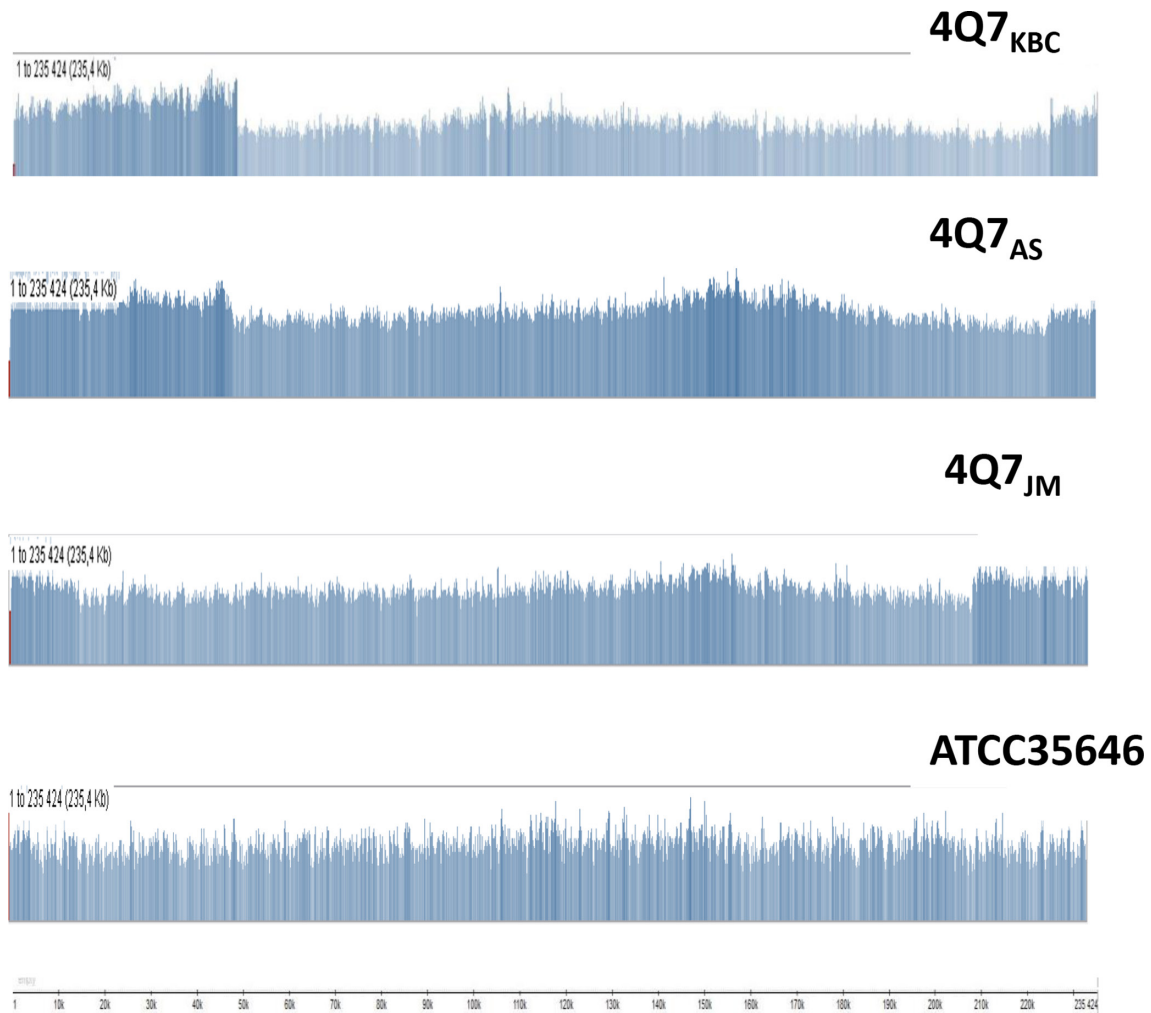 4Q7KBC
1 to 235 424 (235,4 Kb)
4Q7AS
1 to 235 424 (235,4 Kb)
4Q7JM
1 to 235 424 (235,4 Kb)
ATCC35646
1 to 235 424 (235,4 Kb)
1 10k 20k 30k 40k 50k 60k 70k 80k 90k 100k 110k 120k 130k 140k 150k 160k 170k 180k 190k 200k 210k 220k 235 424